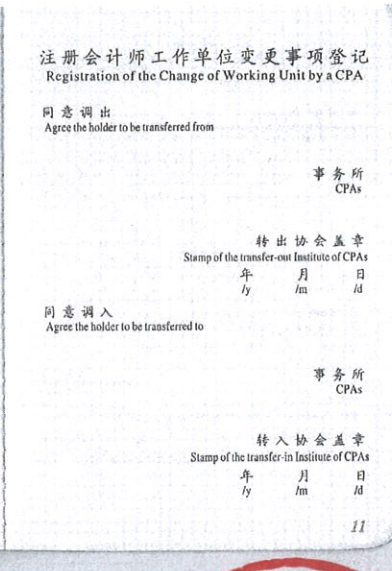 注册会计师工作单位变更事项登记
Registration of the Change of Working Unit by a CPA
同意调出
Agree the holder to be transferred from
事务所
CPAs
转出协会盖章
Stamp of the transfer-out Institute of CPAs
年 月 日
/y /m /d
同意调入
Agree the holder to be transferred to
事务所
CPAs
转入协会盖章
Stamp of the transfer-in Institute of CPAs
年 月 日
/y /m /d
11